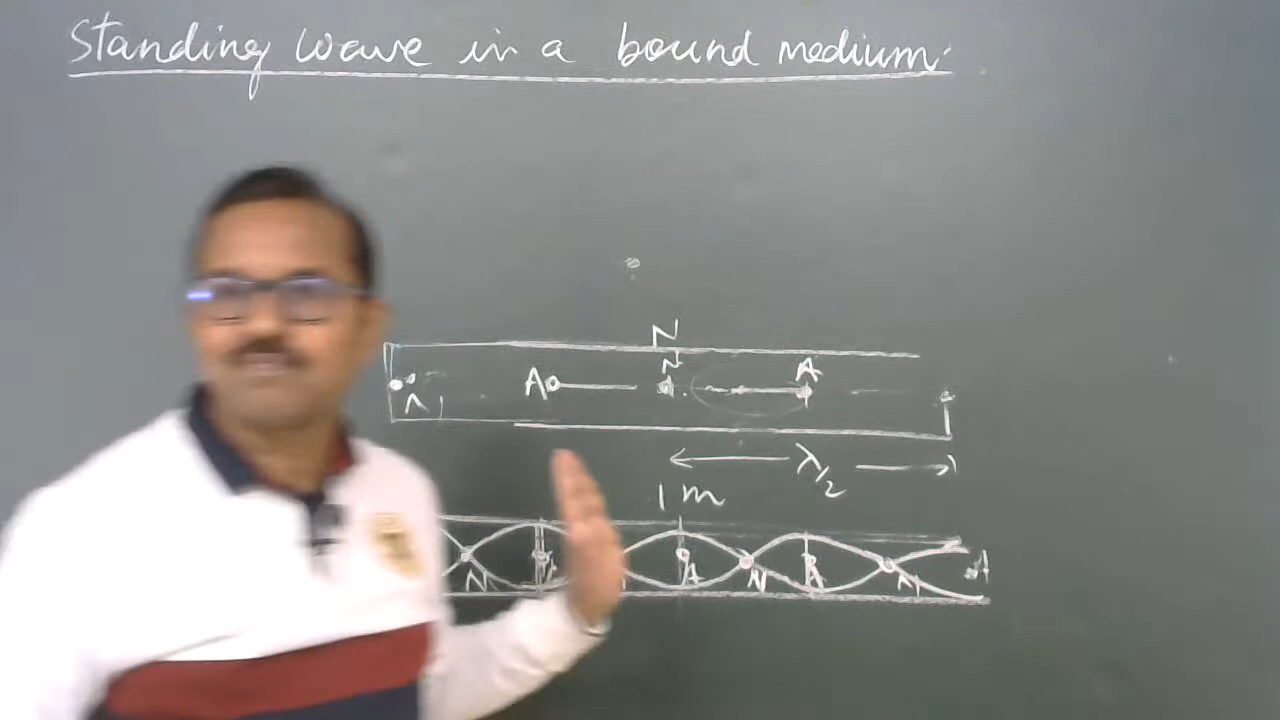 Standing wave in a bound medium.
N
N A
A
N
λ/2
1 m
A A
N N N